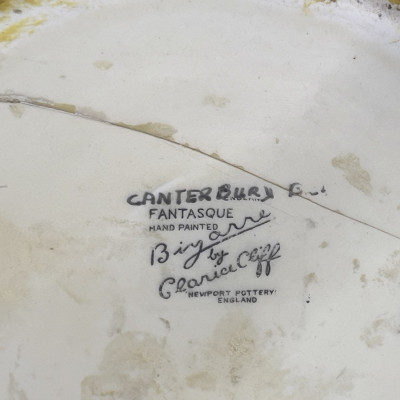 CANTERBURY
FANTASQUE
HAND PAINTED
Bizarre
by
Clarice Cliff
NEWPORT POTTERY
ENGLAND